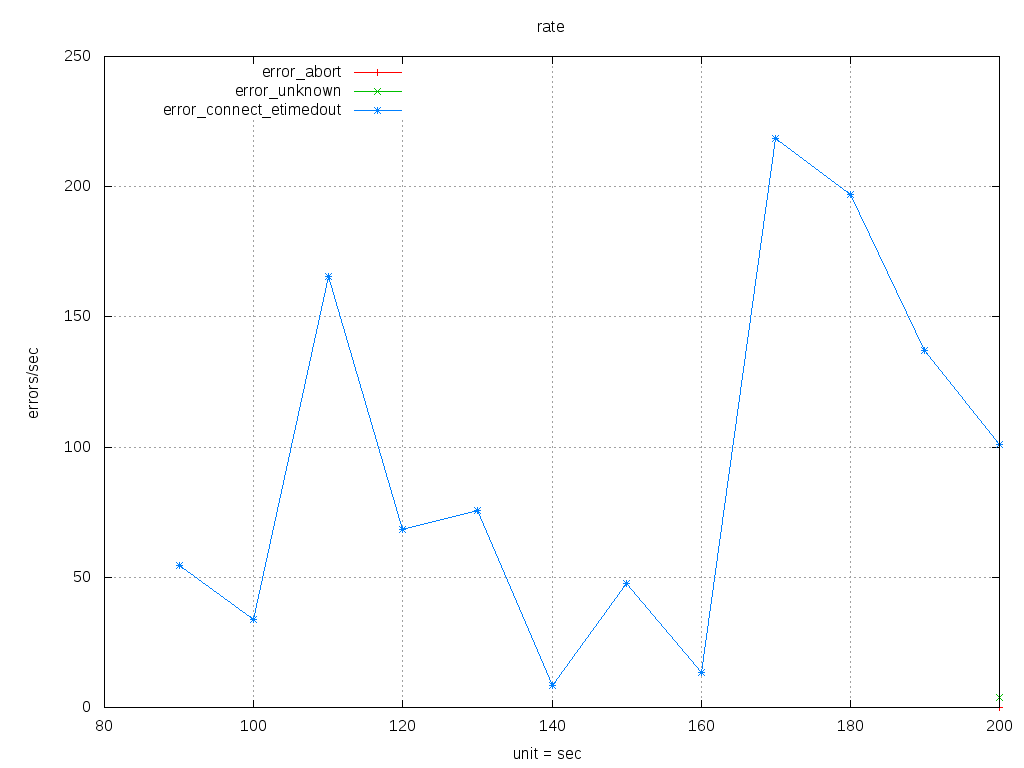 rate
250
200
150
100
50
0
error_abort
error_unknown
error_connect_etimedout
errors/sec
80 100 120 140 160 180 200
unit = sec